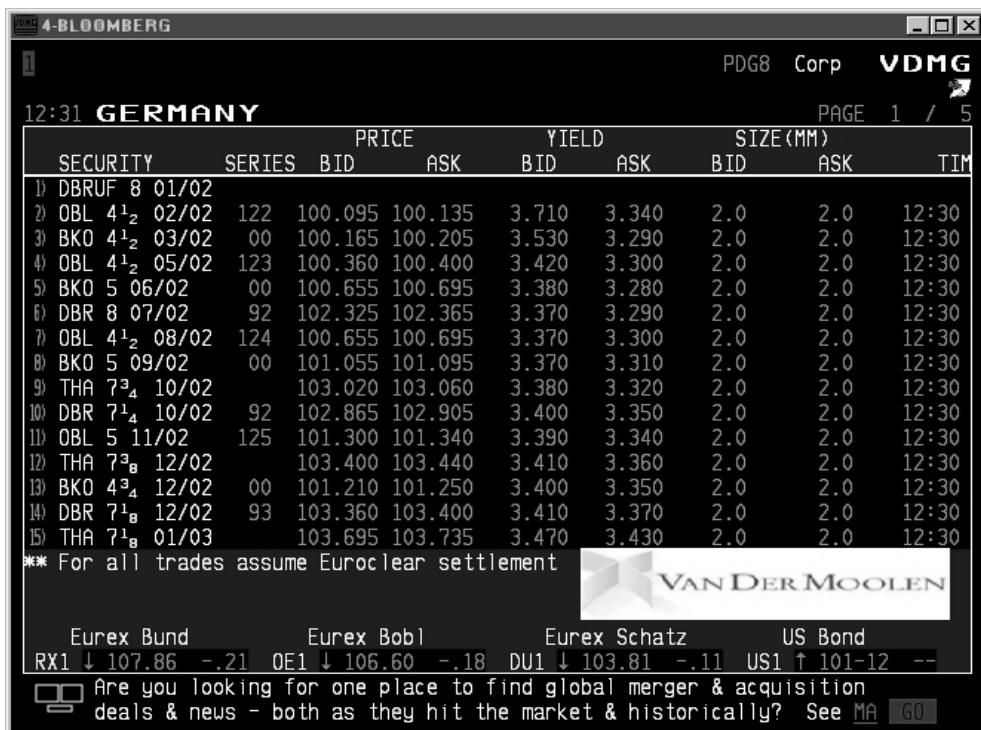 4-BLOOMBERG
1
PDG8 Corp VDMG
12:31 GERMANY PAGE 1 / 5
PRICE YIELD SIZE(MM)
SECURITY SERIES BID ASK BID ASK BID ASK TIM
1) DBRUF 8 01/02
2) OBL 4½ 02/02 122 100.095 100.135 3.710 3.340 2.0 2.0 12:30
3) BKO 4½ 03/02 00 100.165 100.205 3.530 3.290 2.0 2.0 12:30
4) OBL 4½ 05/02 123 100.360 100.400 3.420 3.300 2.0 2.0 12:30
5) BKO 5 06/02 00 100.655 100.695 3.380 3.280 2.0 2.0 12:30
6) DBR 8 07/02 92 102.325 102.365 3.370 3.290 2.0 2.0 12:30
7) OBL 4½ 08/02 124 100.655 100.695 3.370 3.300 2.0 2.0 12:30
8) BKO 5 09/02 00 101.055 101.095 3.370 3.310 2.0 2.0 12:30
9) THA 7¾ 10/02 103.020 103.060 3.380 3.320 2.0 2.0 12:30
10) DBR 7¼ 10/02 92 102.865 102.905 3.400 3.350 2.0 2.0 12:30
11) OBL 5 11/02 125 101.300 101.340 3.390 3.340 2.0 2.0 12:30
12) THA 7⅜ 12/02 103.400 103.440 3.410 3.360 2.0 2.0 12:30
13) BKO 4¾ 12/02 00 101.210 101.250 3.400 3.350 2.0 2.0 12:30
14) DBR 7⅛ 12/02 93 103.360 103.400 3.410 3.370 2.0 2.0 12:30
15) THA 7⅛ 01/03 103.695 103.735 3.470 3.430 2.0 2.0 12:30
** For all trades assume Euroclear settlement
VAN DER MOOLEN
Eurex Bund Eurex Bobl Eurex Schatz US Bond
RX1 ↓ 107.86 -.21 OE1 ↓ 106.60 -.18 DU1 ↓ 103.81 -.11 US1 ↑ 101-12 --
Are you looking for one place to find global merger & acquisition
deals & news - both as they hit the market & historically? See MA GO